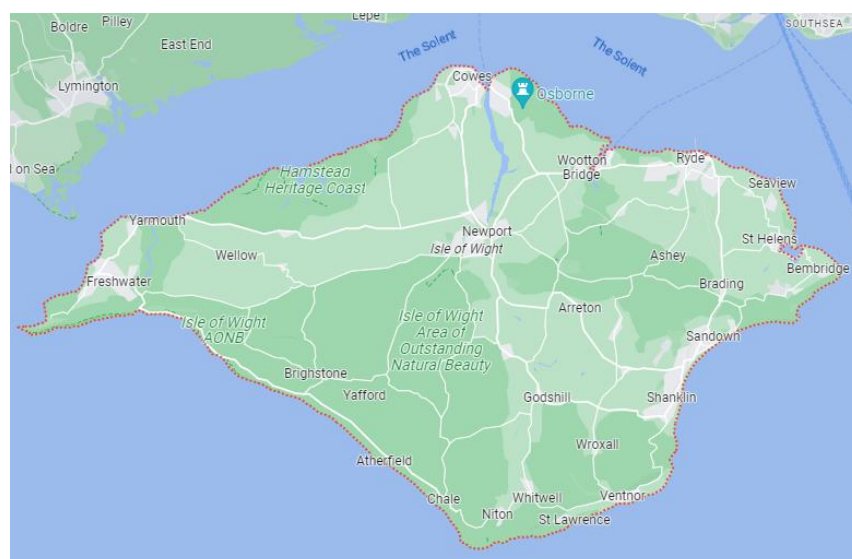 Boldre
Pilley
Lepe
SOUTHSEA
East End
The Solent
The Solent
Lymington
Cowes
Osborne
l on Sea
Hamstead
Heritage Coast
Wootton
Bridge
Ryde
Seaview
Yarmouth
Newport
Isle of Wight
St Helens
Wellow
Ashey
Bembridge
Freshwater
Brading
Arreton
Isle of Wight
AONB
Isle of Wight
Area of
Outstanding
Natural Beauty
Sandown
Brighstone
Yafford
Godshill
Shanklin
Wroxall
Atherfield
Chale
Whitwell
Ventnor
Niton
St Lawrence